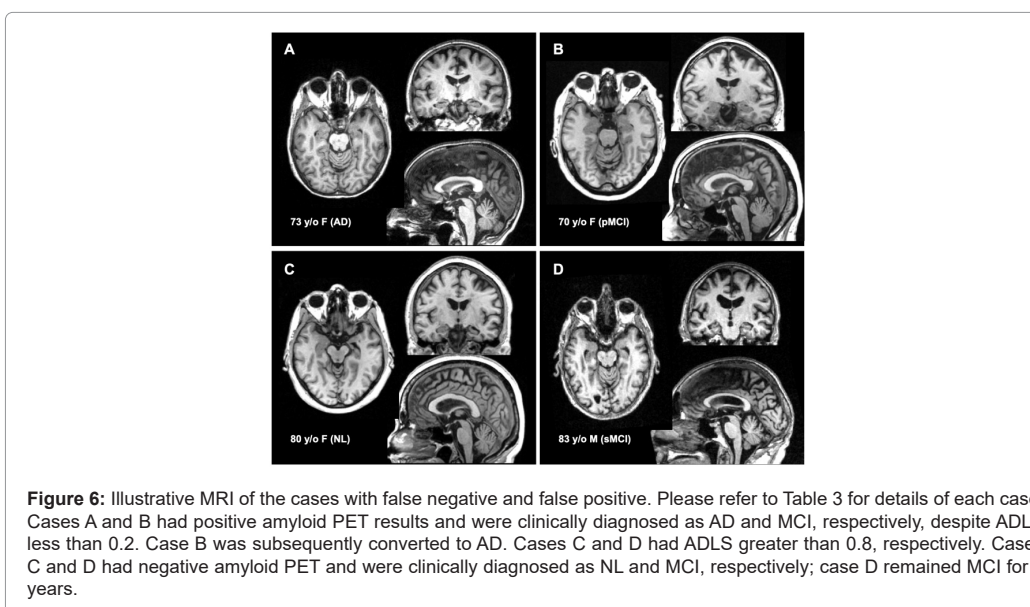 A
B
73 y/o F (AD)
70 y/o F (pMCI)
C
D
80 y/o F (NL)
83 y/o M (sMCI)
Figure 6: Illustrative MRI of the cases with false negative and false positive. Please refer to Table 3 for details of each
Cases A and B had positive amyloid PET results and were clinically diagnosed as AD and MCI, respectively, despite
less than 0.2. Case B was subsequently converted to AD. Cases C and D had ADLS greater than 0.8, respectively.
C and D had negative amyloid PET and were clinically diagnosed as NL and MCI, respectively; case D remained MCI for
years.